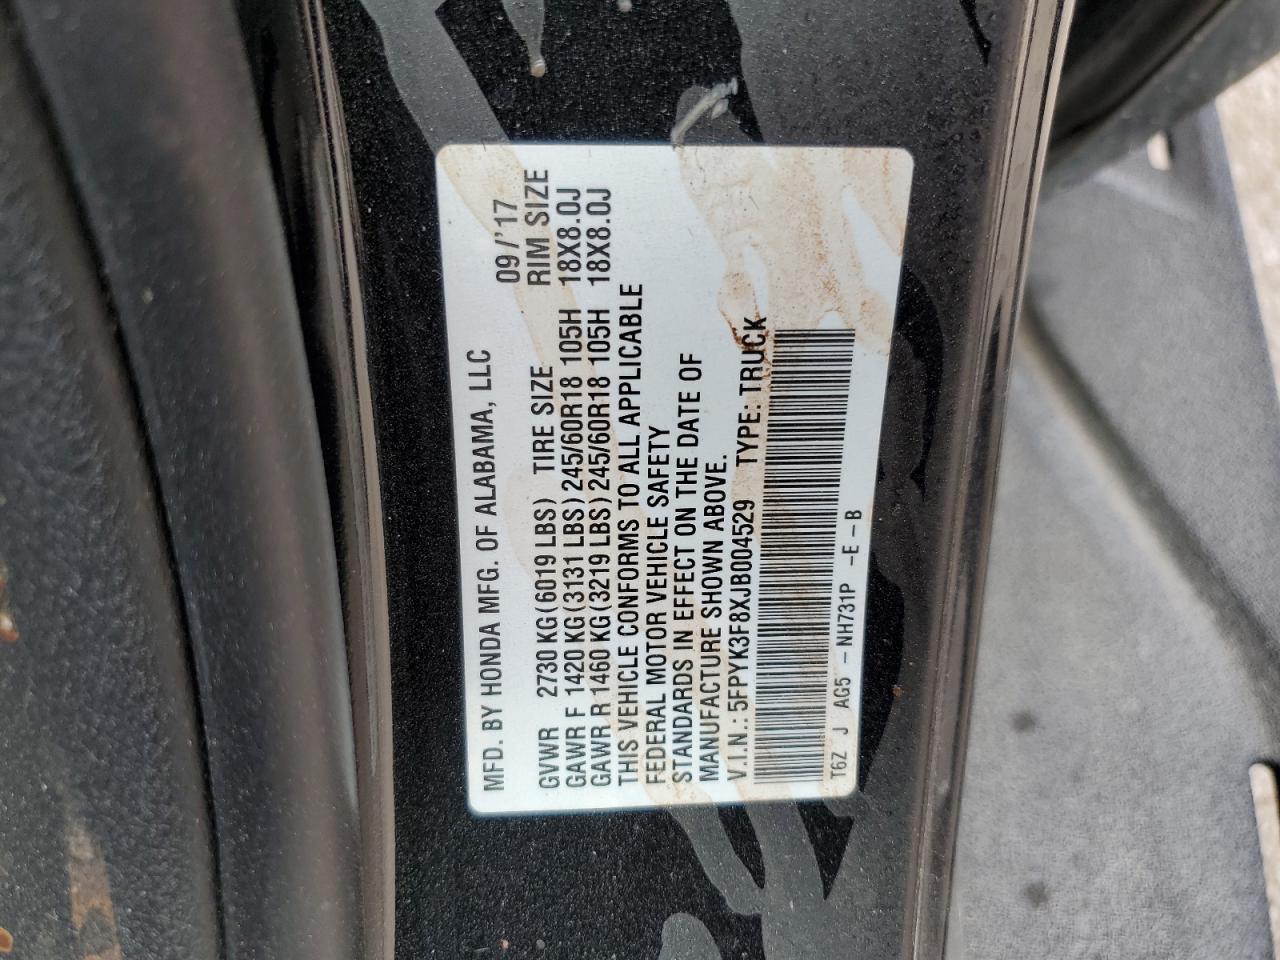 MFD. BY HONDA MFG. OF ALABAMA, LLC
09/'17
GVWR 2730 KG(6019 LBS) TIRE SIZE RIM SIZE
GAWR F 1420 KG(3131 LBS) 245/60R18 105H 18X8.0J
GAWR R 1460 KG(3219 LBS) 245/60R18 105H 18X8.0J
THIS VEHICLE CONFORMS TO ALL APPLICABLE
FEDERAL MOTOR VEHICLE SAFETY
STANDARDS IN EFFECT ON THE DATE OF
MANUFACTURE SHOWN ABOVE.
V.I.N.: 5FPYK3F8XJB004529 TYPE: TRUCK
T6Z J AG5 - NH731P -E-B